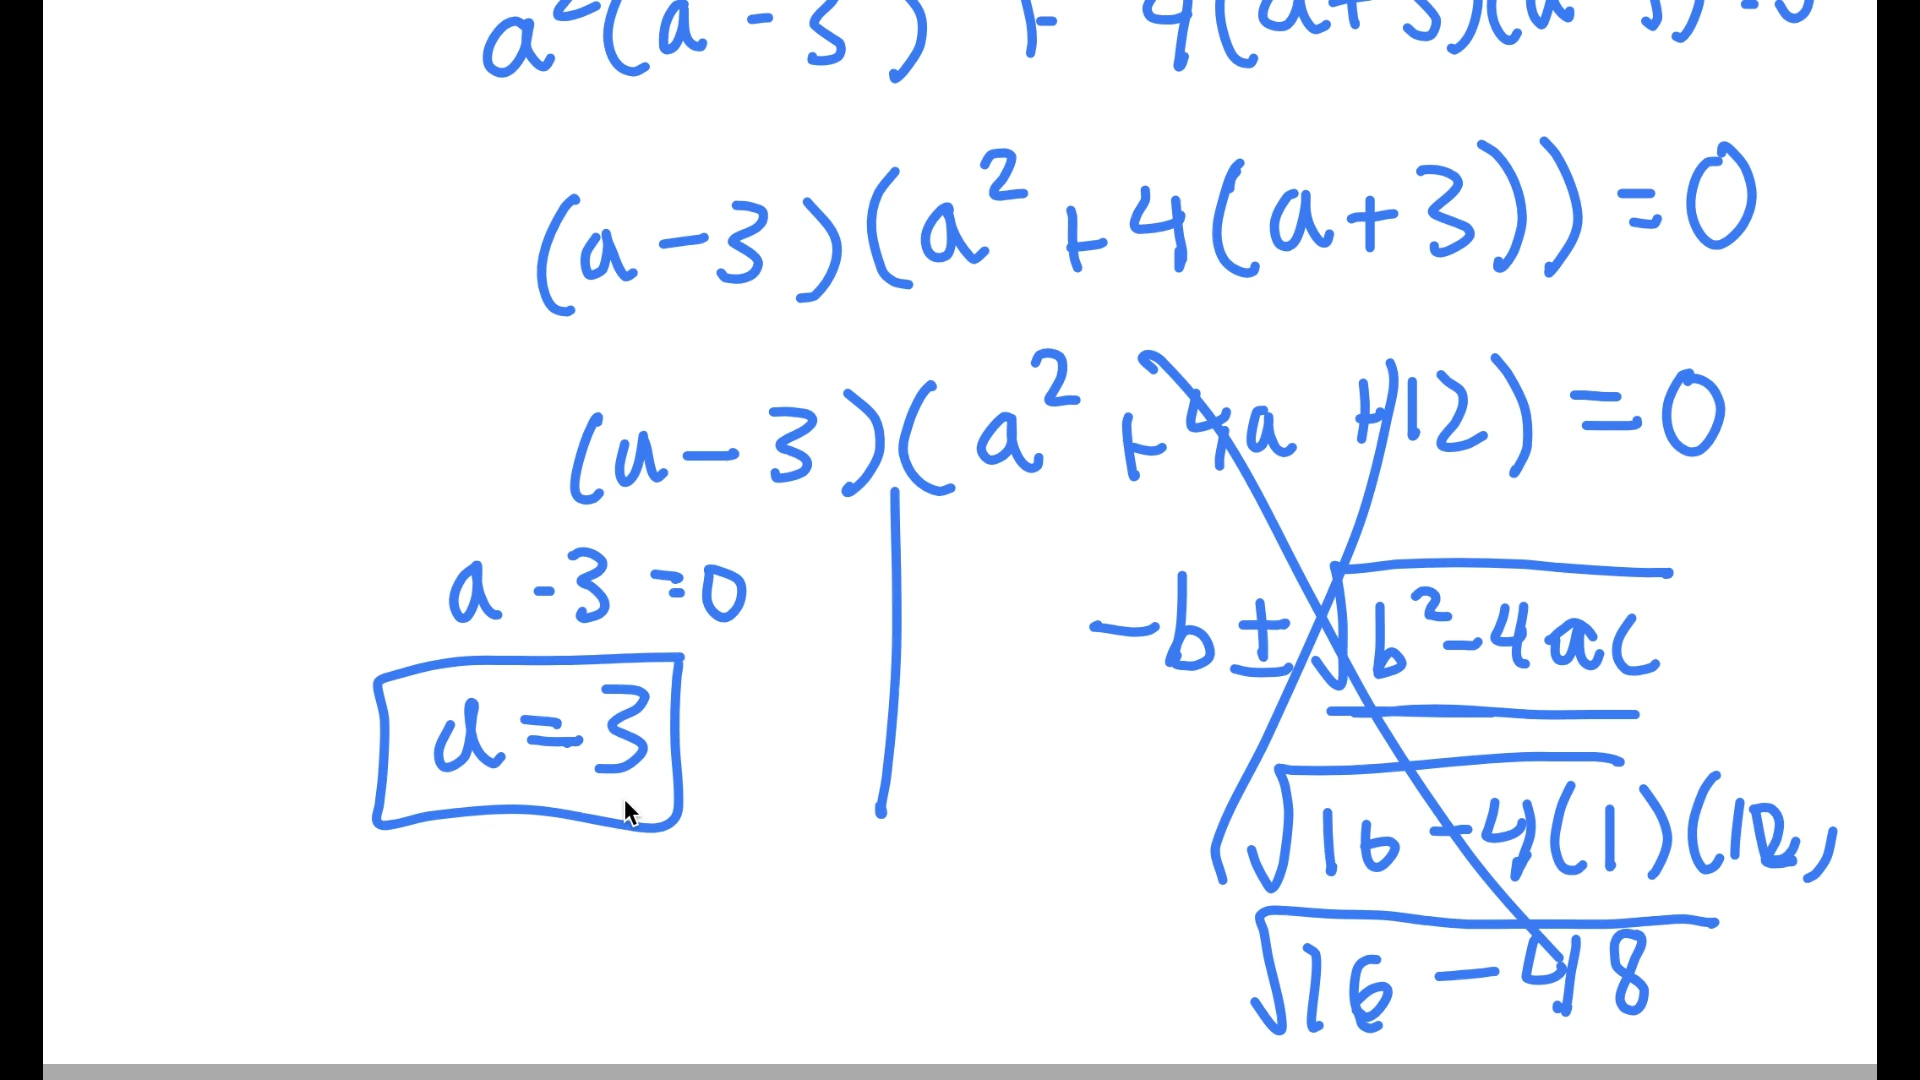 a²(a - 3) + 4(a+3)(a-3) = 0
(a - 3)(a² + 4(a+3)) = 0
(a - 3)(a² + 4a + 12) = 0
a - 3 = 0
a = 3
-b ± √b² - 4ac
√16 - 4(1)(12)
√16 - 48